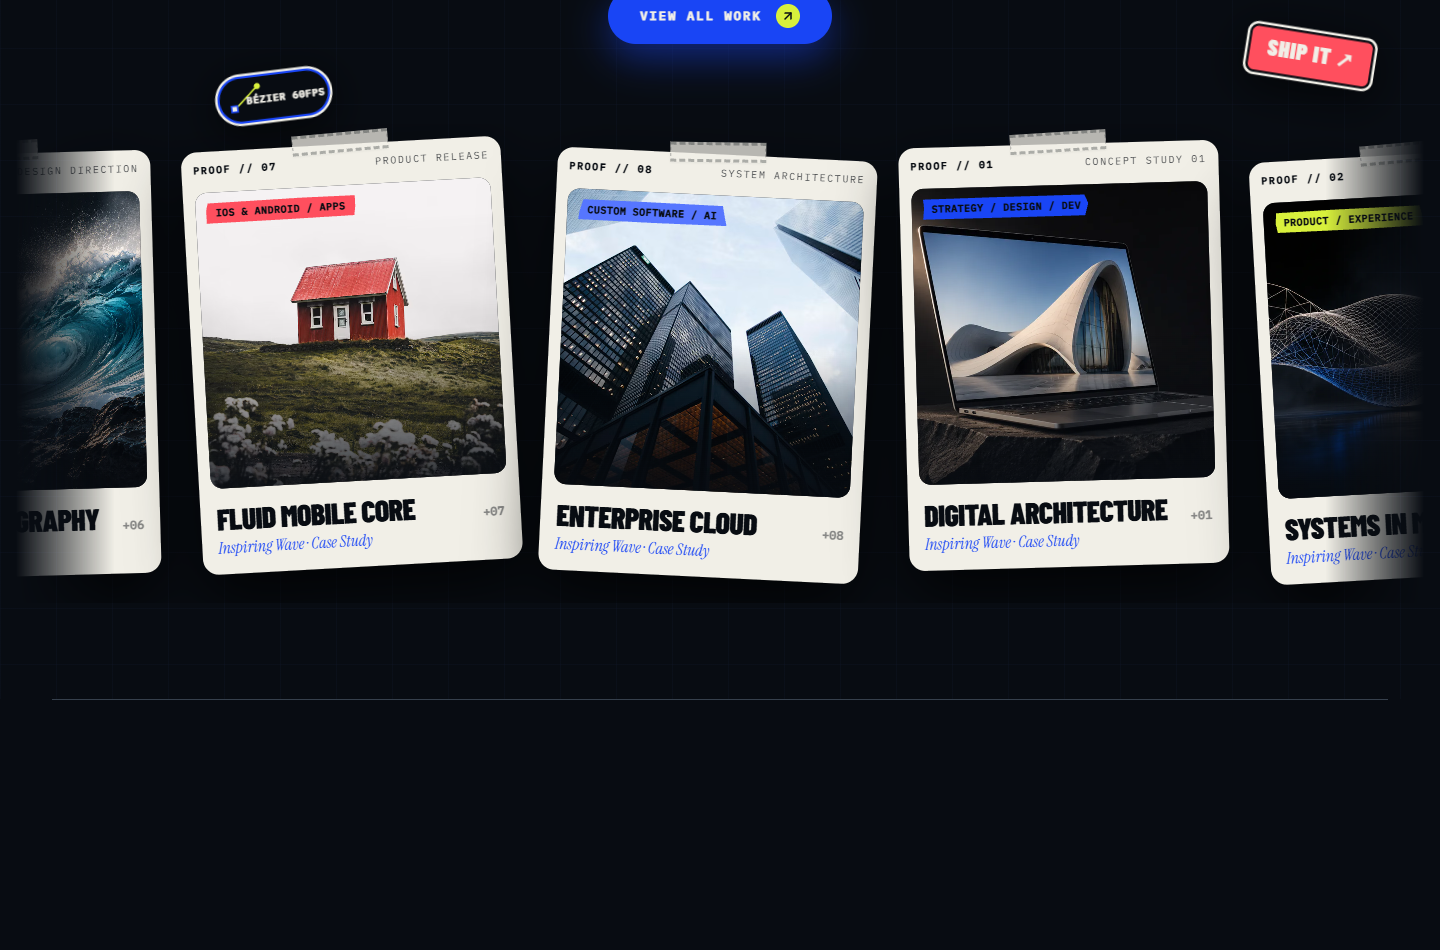 VIEW ALL WORK
SHIP IT ↗
BÉZIER 60FPS
ESIGN DIRECTION
GRAPHY
+06
PROOF // 07
PRODUCT RELEASE
IOS & ANDROID / APPS
FLUID MOBILE CORE
+07
Inspiring Wave · Case Study
PROOF // 08
SYSTEM ARCHITECTURE
CUSTOM SOFTWARE / AI
ENTERPRISE CLOUD
+08
Inspiring Wave · Case Study
PROOF // 01
CONCEPT STUDY 01
STRATEGY / DESIGN / DEV
DIGITAL ARCHITECTURE
+01
Inspiring Wave · Case Study
PROOF // 02
PRODUCT / EXPERIENCE
SYSTEMS IN
Inspiring Wave · Case